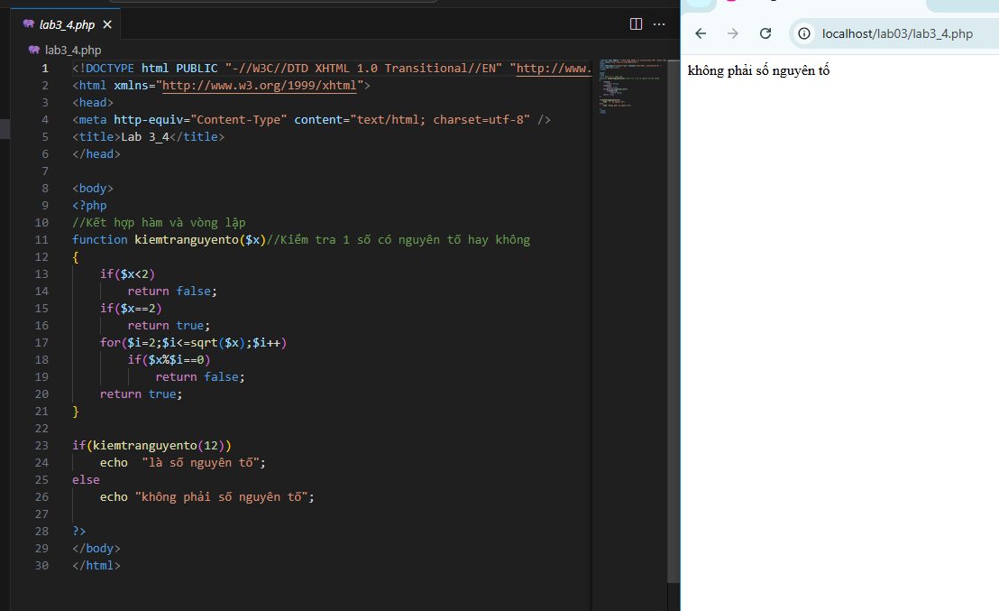 lab3_4.php
lab3_4.php
1 <!DOCTYPE html PUBLIC "-//W3C//DTD XHTML 1.0 Transitional//EN" "http://www.
2 <html xmlns="http://www.w3.org/1999/xhtml">
3 <head>
4 <meta http-equiv="Content-Type" content="text/html; charset=utf-8" />
5 <title>Lab 3_4</title>
6 </head>
7
8 <body>
9 <?php
10 //Kết hợp hàm và vòng lặp
11 function kiemtranguyento($x)//Kiểm tra 1 số có nguyên tố hay không
12 {
13     if($x<2)
14         return false;
15     if($x==2)
16         return true;
17     for($i=2;$i<=sqrt($x);$i++)
18         if($x%$i==0)
19             return false;
20     return true;
21 }
22
23 if(kiemtranguyento(12))
24     echo  "là số nguyên tố";
25 else
26     echo "không phải số nguyên tố";
27
28 ?>
29 </body>
30 </html>
localhost/lab03/lab3_4.php
không phải số nguyên tố